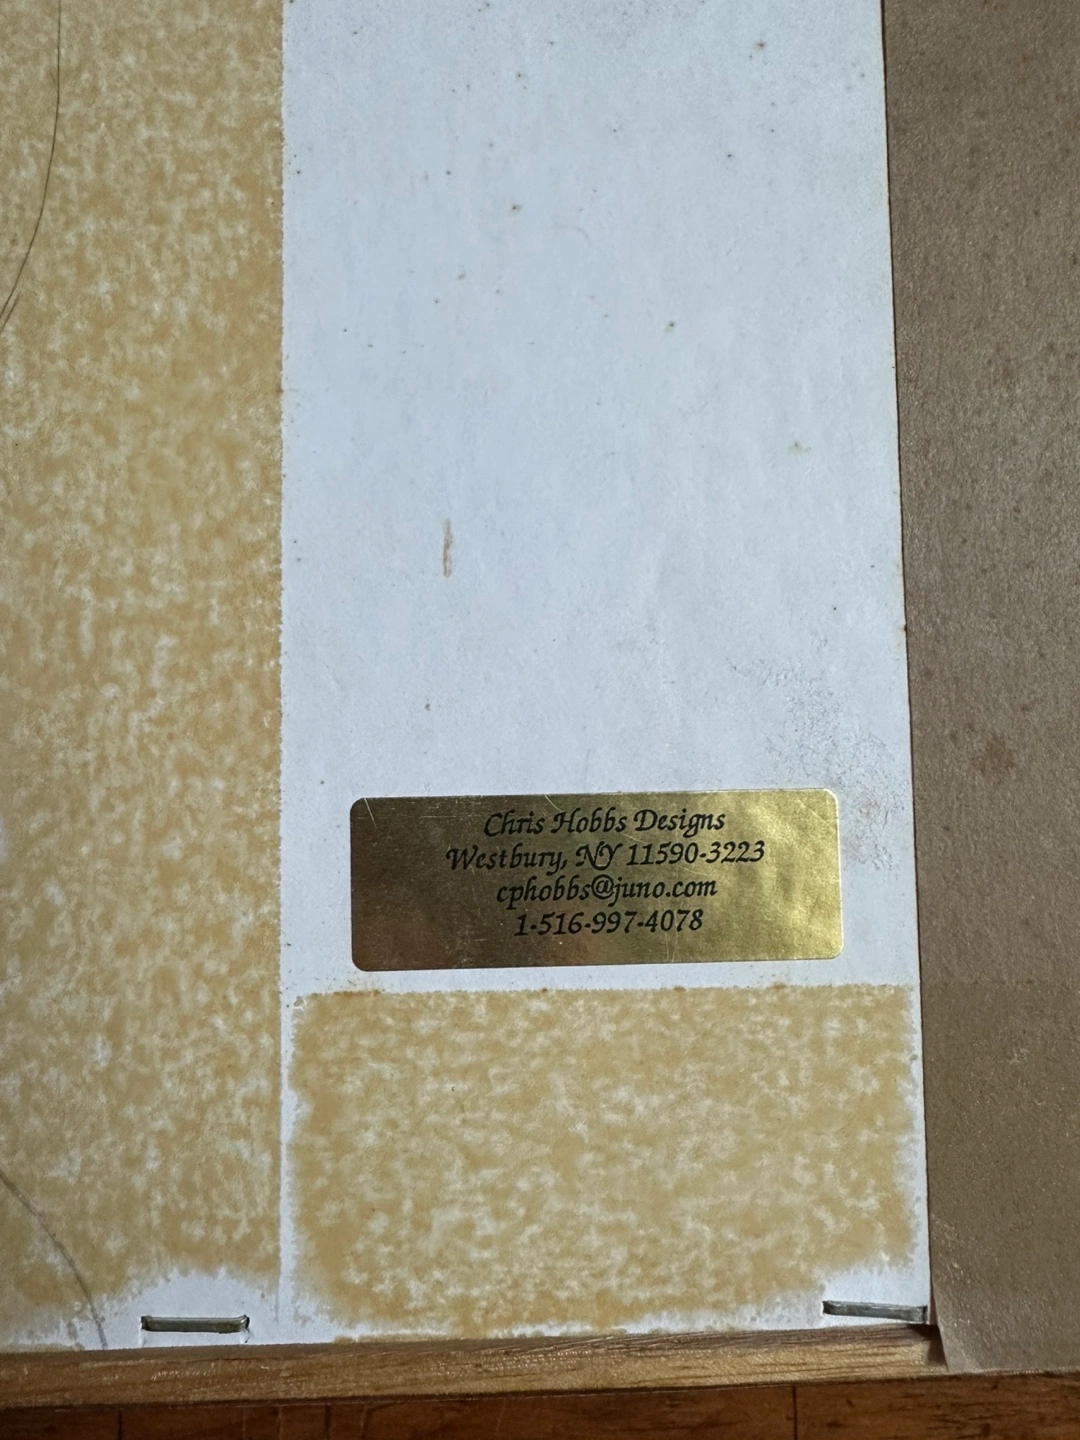 Chris Hobbs Designs
Westbury, NY 11590-3223
cphobbs@juno.com
1-516-997-4078